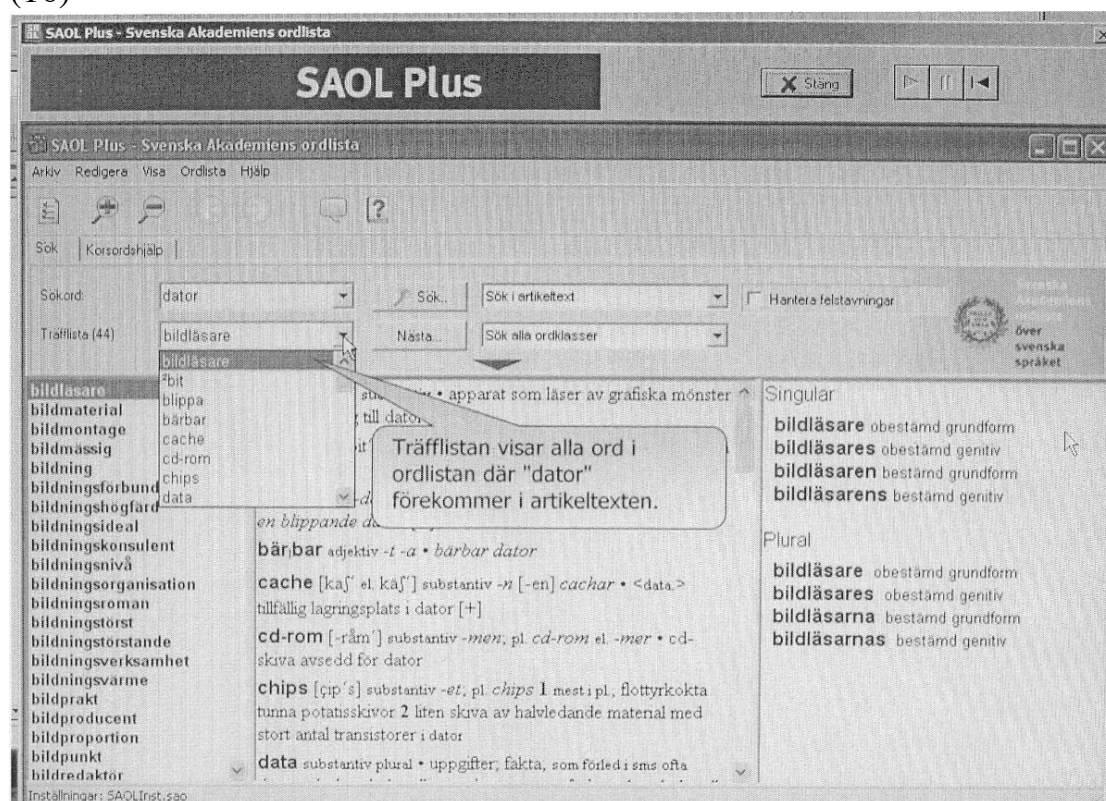 (10)
SAOL Plus - Svenska Akademiens ordlista
SAOL Plus
Stäng
SAOL Plus - Svenska Akademiens ordlista
Arkiv Redigera Visa Ordlista Hjälp
Sök Korsordshjälp
Sökord: dator Sök.. Sök i artikeltext Hantera felstavningar
Träfflista (44) bildläsare Nästa... Sök alla ordklasser
Svenska
Akademiens
över
svenska
språket
bildläsare
²bit
blippa
bärbar
cache
cd-rom
chips
data
bildläsare
bildmaterial
bildmontage
bildmässig
bildning
bildningsförbund
bildningshögfärd
bildningsideal
bildningskonsulent
bildningsnivå
bildningsorganisation
bildningsroman
bildningstörst
bildningstörstande
bildningsverksamhet
bildningsvärme
bildprakt
bildproducent
bildproportion
bildpunkt
bildredaktör
• apparat som läser av grafiska mönster
till dator
Träfflistan visar alla ord i
ordlistan där "dator"
förekommer i artikeltexten.
en blippande
bär|bar adjektiv -t -a • bärbar dator
cache [kaʃ´ el. käʃ´] substantiv -n [-en] cachar • <data.>
tillfällig lagringsplats i dator [+]
cd-rom [-råm´] substantiv -men; pl. cd-rom el. -mer • cd-
skiva avsedd för dator
chips [çip´s] substantiv -et; pl. chips 1 mest i pl., flottyrkokta
tunna potatisskivor 2 liten skiva av halvledande material med
stort antal transistorer i dator
data substantiv plural • uppgifter; fakta, som förled i sms ofta
Singular
bildläsare obestämd grundform
bildläsares obestämd genitiv
bildläsaren bestämd grundform
bildläsarens bestämd genitiv
Plural
bildläsare obestämd grundform
bildläsares obestämd genitiv
bildläsarna bestämd grundform
bildläsarnas bestämd genitiv
Inställningar: SAOLInst.sao